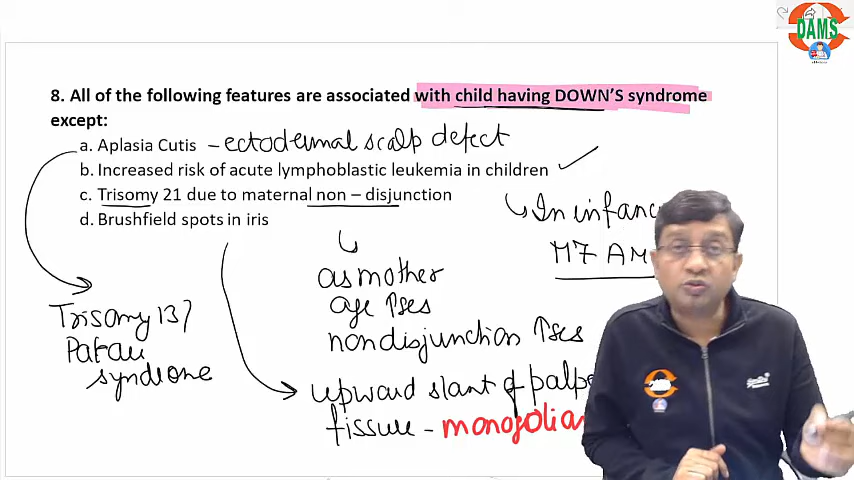 DAMS
8. All of the following features are associated with child having DOWN'S syndrome
except:
a. Aplasia Cutis - ectodermal scalp defect
b. Increased risk of acute lymphoblastic leukemia in children
c. Trisomy 21 due to maternal non – disjunction
d. Brushfield spots in iris
In infanc
M7 AM
as mother
age ↑ses
nondisjunction ↑ses
Trisomy 13/
Patau
syndrome
upward slant of palpe
fissure - mongolian